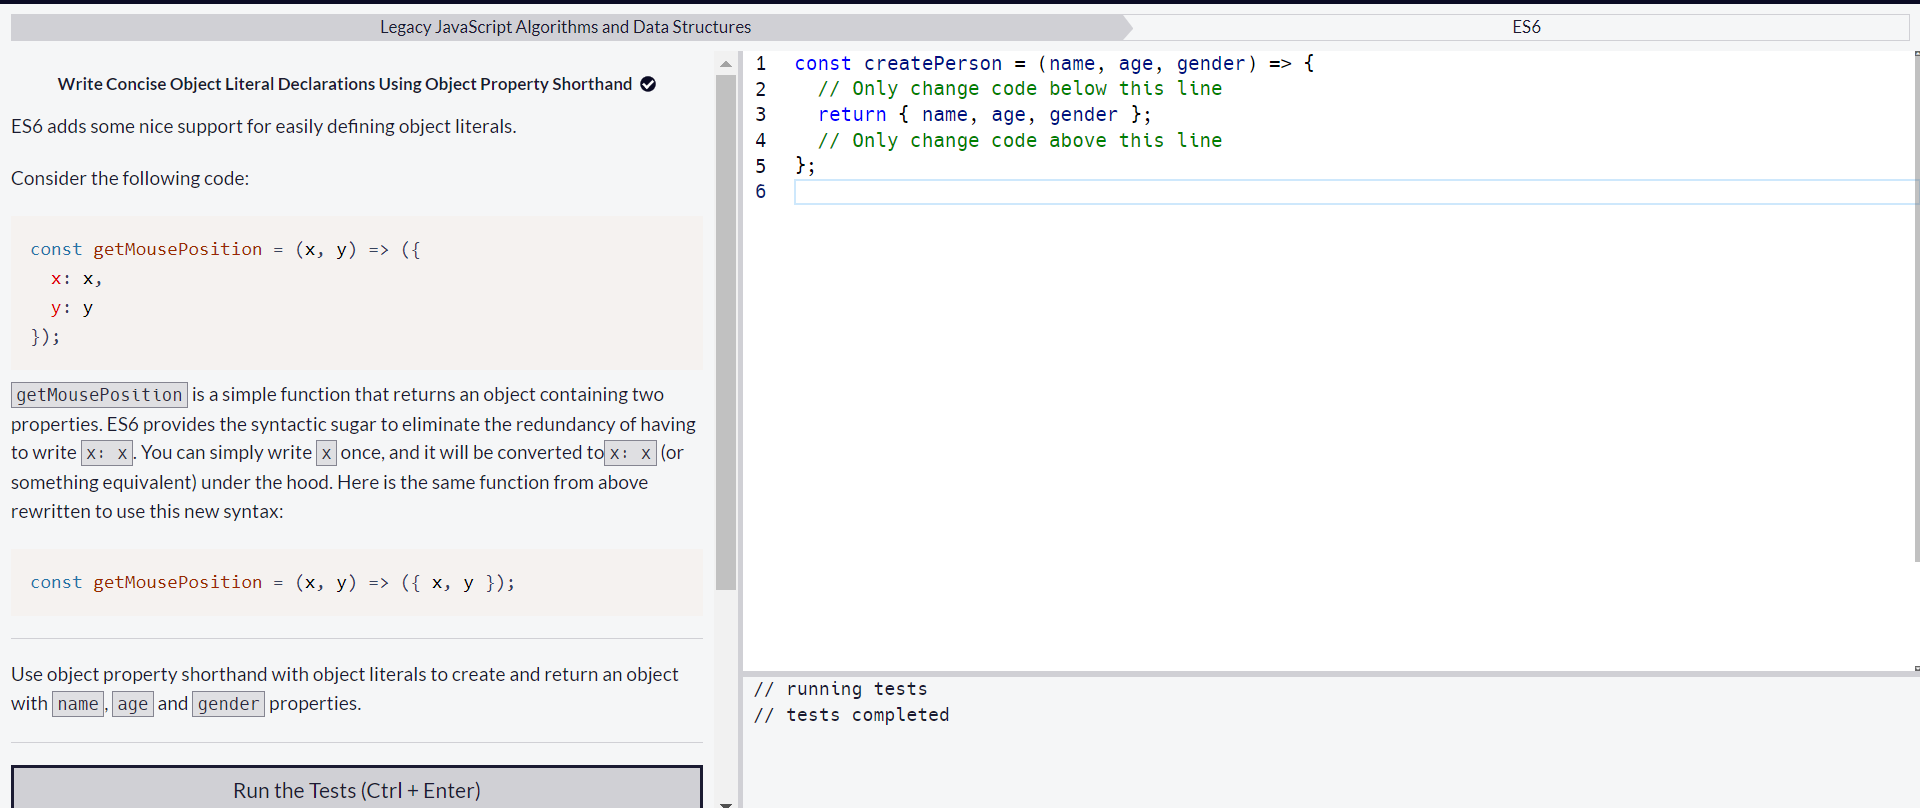 Legacy JavaScript Algorithms and Data Structures
ES6
Write Concise Object Literal Declarations Using Object Property Shorthand
ES6 adds some nice support for easily defining object literals.
Consider the following code:
const getMousePosition = (x, y) => ({
  x: x,
  y: y
});
getMousePosition is a simple function that returns an object containing two
properties. ES6 provides the syntactic sugar to eliminate the redundancy of having
to write x: x. You can simply write x once, and it will be converted to x: x (or
something equivalent) under the hood. Here is the same function from above
rewritten to use this new syntax:
const getMousePosition = (x, y) => ({ x, y });
Use object property shorthand with object literals to create and return an object
with name, age and gender properties.
Run the Tests (Ctrl + Enter)
1 const createPerson = (name, age, gender) => {
2   // Only change code below this line
3   return { name, age, gender };
4   // Only change code above this line
5 };
6
// running tests
// tests completed